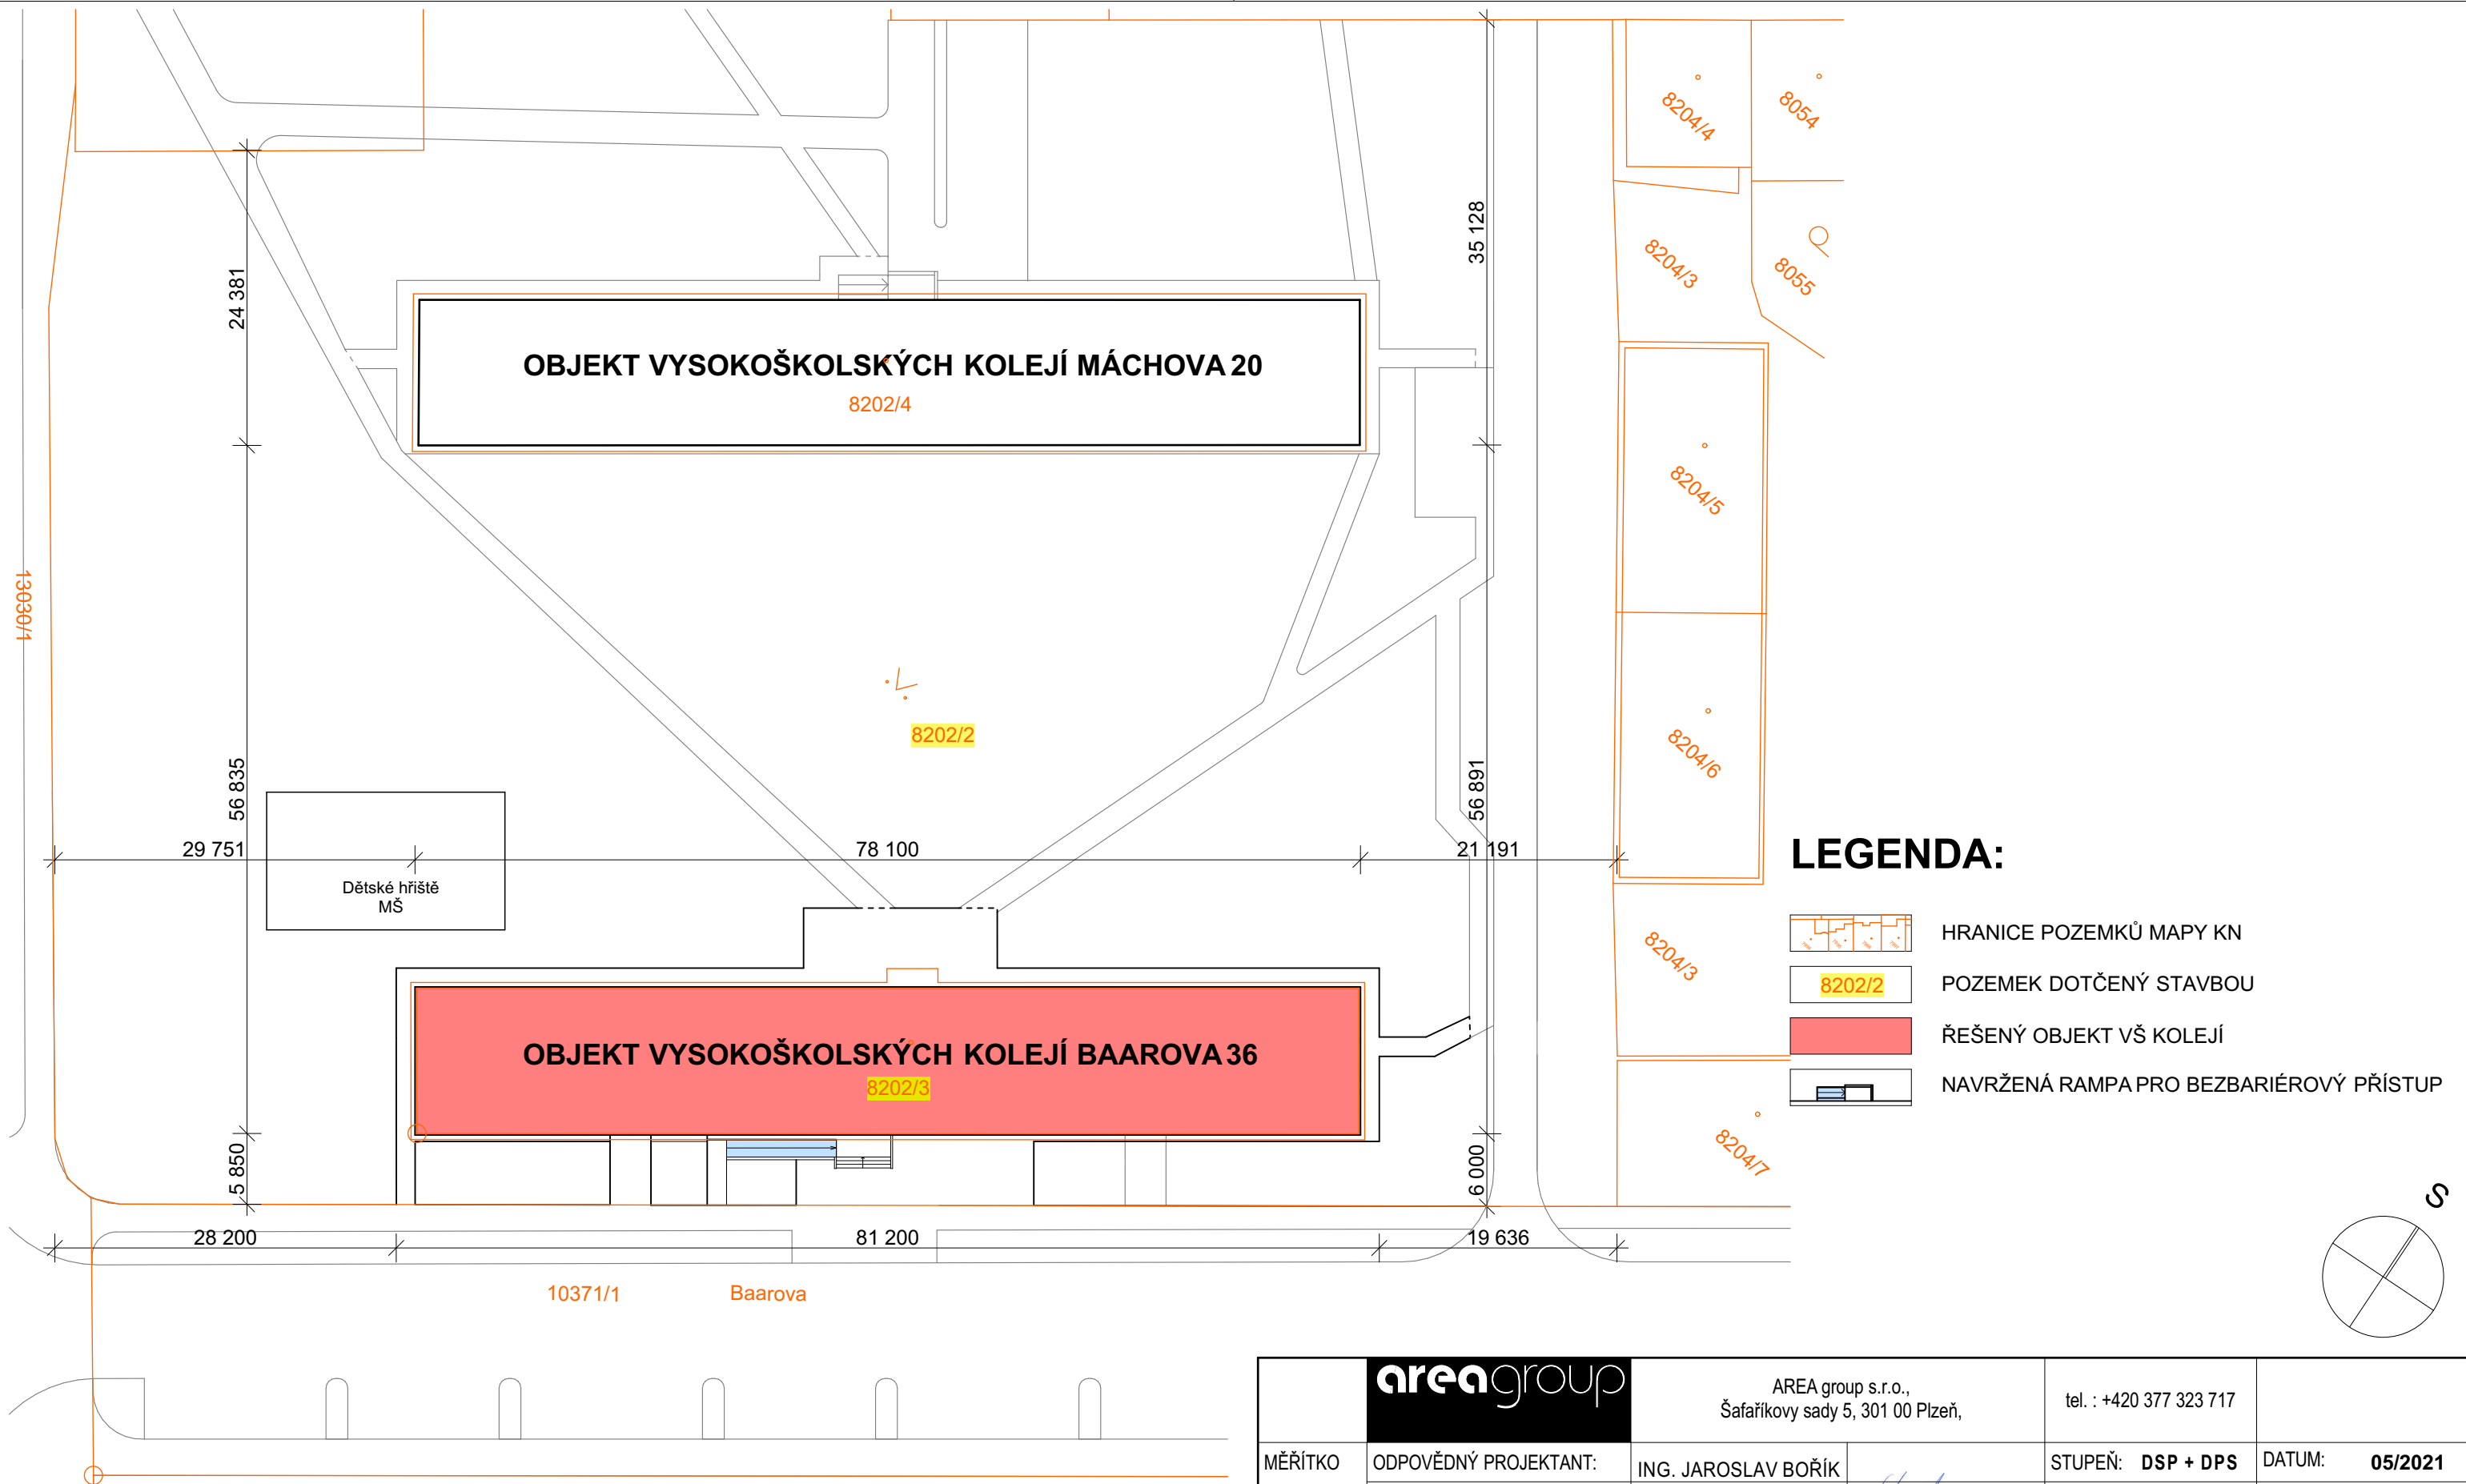 8204/4
8054
35 128
24 381
8204/3
8055
OBJEKT VYSOKOŠKOLSKÝCH KOLEJÍ MÁCHOVA 20
8202/4
8204/5
13030/1
8202/2
8204/6
56 835
56 891
29 751
78 100
21 191
Dětské hřiště
MŠ
LEGENDA:
HRANICE POZEMKŮ MAPY KN
8202/2
POZEMEK DOTČENÝ STAVBOU
ŘEŠENÝ OBJEKT VŠ KOLEJÍ
NAVRŽENÁ RAMPA PRO BEZBARIÉROVÝ PŘÍSTUP
8204/3
OBJEKT VYSOKOŠKOLSKÝCH KOLEJÍ BAAROVA 36
8202/3
8204/7
5 850
6 000
S
28 200
81 200
19 636
10371/1
Baarova
areagroup
AREA group s.r.o.,
Šafaříkovy sady 5, 301 00 Plzeň,
tel. : +420 377 323 717
MĚŘÍTKO
ODPOVĚDNÝ PROJEKTANT:
ING. JAROSLAV BOŘÍK
STUPEŇ: DSP + DPS
DATUM: 05/2021